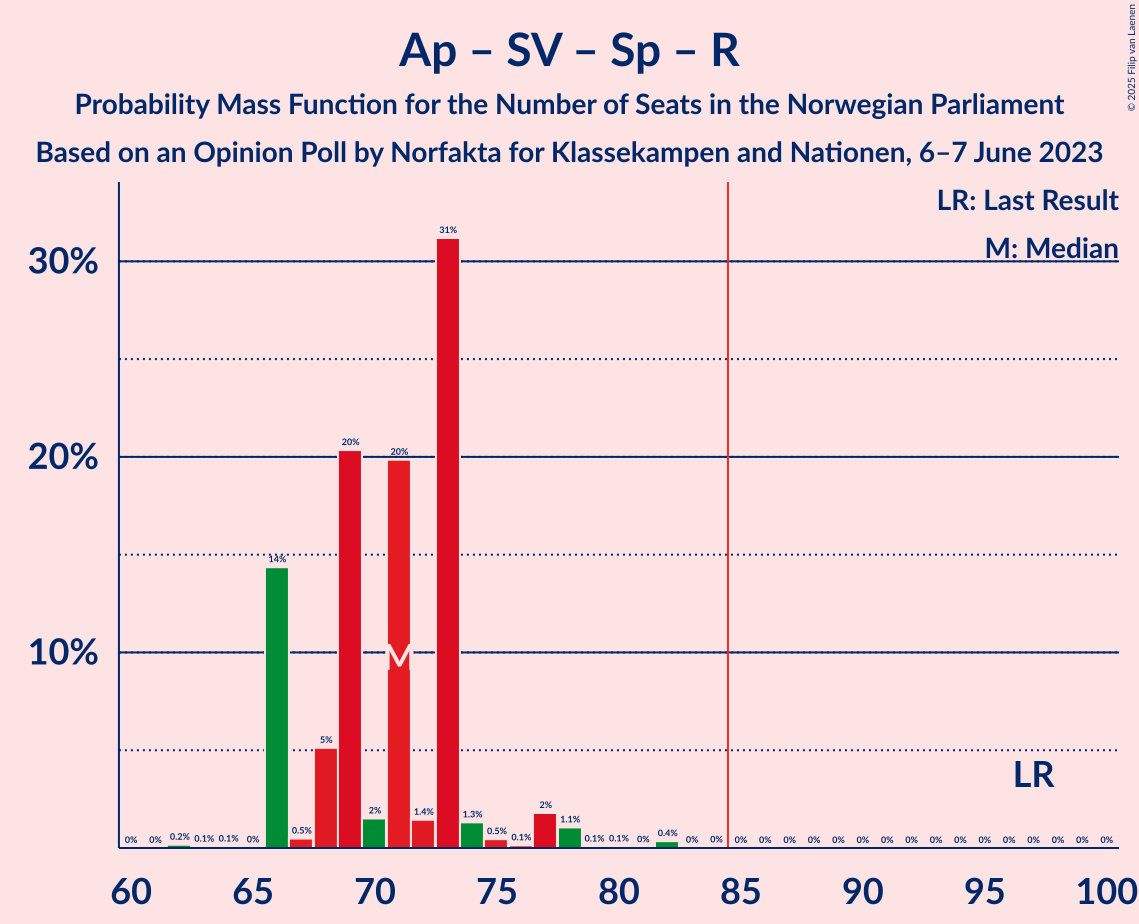 Ap – SV – Sp – R
Probability Mass Function for the Number of Seats in the Norwegian Parliament
Based on an Opinion Poll by Norfakta for Klassekampen and Nationen, 6–7 June 2023
© 2025 Filip van Laenen
LR: Last Result
M: Median
30%
20%
10%
0% 0% 0.2% 0.1% 0.1% 0% 14% 0.5% 5% 20% 2% 20% 1.4% 31% 1.3% 0.5% 0.1% 2% 1.1% 0.1% 0.1% 0% 0.4% 0% 0% 0% 0% 0% 0% 0% 0% 0% 0% 0% 0% 0% 0% 0% 0% 0% 0%
M
LR
60 65 70 75 80 85 90 95 100